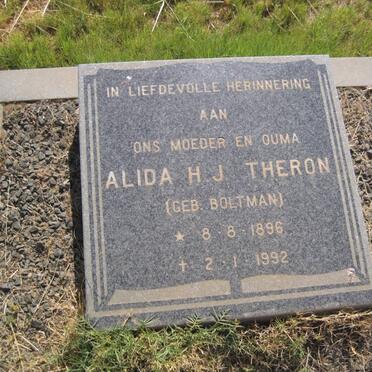 IN LIEFDEVOLLE HERINNERING
AAN
ONS MOEDER EN OUMA
ALIDA H.J. THERON
(GEB. BOLTMAN)
* 8-8-1896
+ 2-1-1992